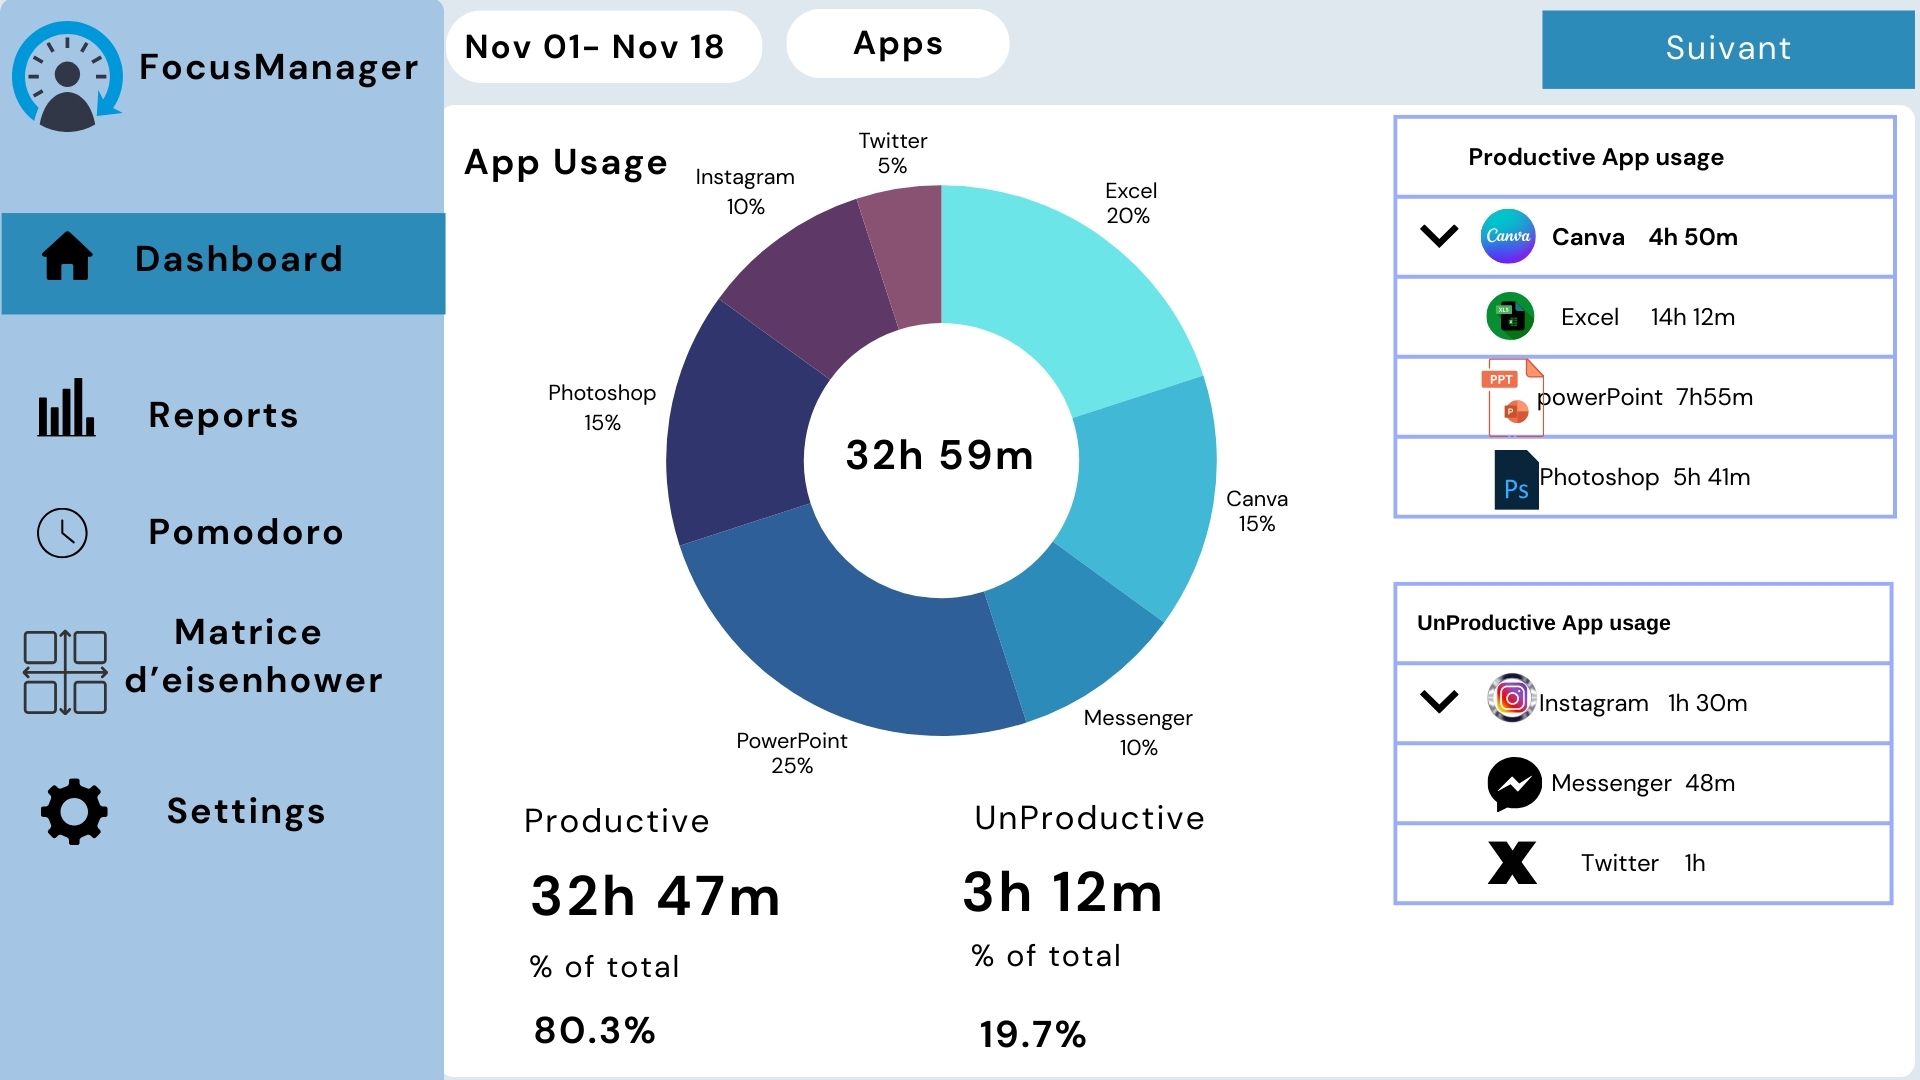 FocusManager
Nov 01- Nov 18
Apps
Suivant
Dashboard
Reports
Pomodoro
Matrice
d’eisenhower
Settings
App Usage
Twitter
5%
Instagram
10%
Excel
20%
Photoshop
15%
32h 59m
Canva
15%
Messenger
10%
PowerPoint
25%
Productive
32h 47m
% of total
80.3%
UnProductive
3h 12m
% of total
19.7%
Productive App usage
Canva
Canva 4h 50m
XLS
Excel 14h 12m
PPT
P
powerPoint 7h55m
Ps
Photoshop 5h 41m
UnProductive App usage
Instagram 1h 30m
Messenger 48m
X
Twitter 1h